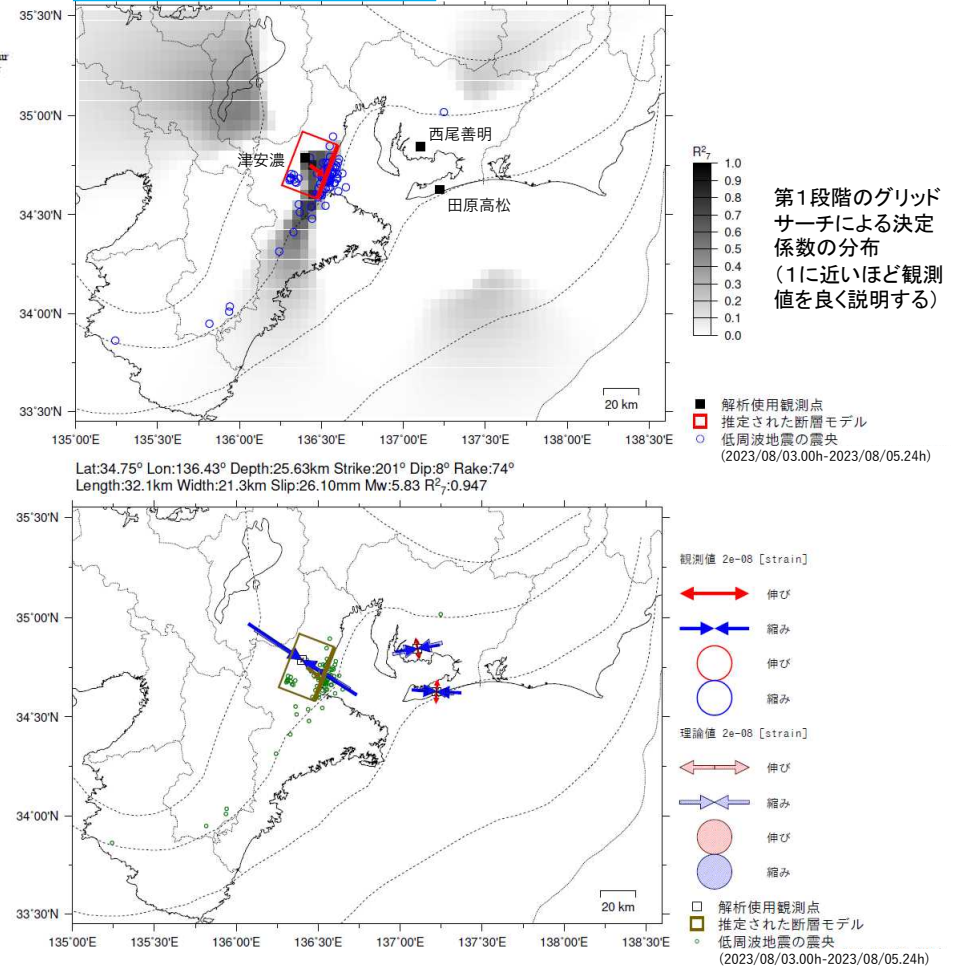 35°30'N
35°00'N
34°30'N
34°00'N
33°30'N
135°00'E
135°30'E
136°00'E
136°30'E
137°00'E
137°30'E
138°00'E
138°30'E
津安濃
西尾善明
田原高松
20 km
R²₇
1.0
0.9
0.8
0.7
0.6
0.5
0.4
0.3
0.2
0.1
0.0
第１段階のグリッド
サーチによる決定
係数の分布
(１に近いほど観測
値を良く説明する)
解析使用観測点
推定された断層モデル
低周波地震の震央
(2023/08/03.00h-2023/08/05.24h)
Lat:34.75° Lon:136.43° Depth:25.63km Strike:201° Dip:8° Rake:74°
Length:32.1km Width:21.3km Slip:26.10mm Mw:5.83 R²₇:0.947
35°30'N
35°00'N
34°30'N
34°00'N
33°30'N
135°00'E
135°30'E
136°00'E
136°30'E
137°00'E
137°30'E
138°00'E
138°30'E
20 km
観測値 2e-08 [strain]
伸び
縮み
伸び
縮み
理論値 2e-08 [strain]
伸び
縮み
伸び
縮み
解析使用観測点
推定された断層モデル
低周波地震の震央
(2023/08/03.00h-2023/08/05.24h)